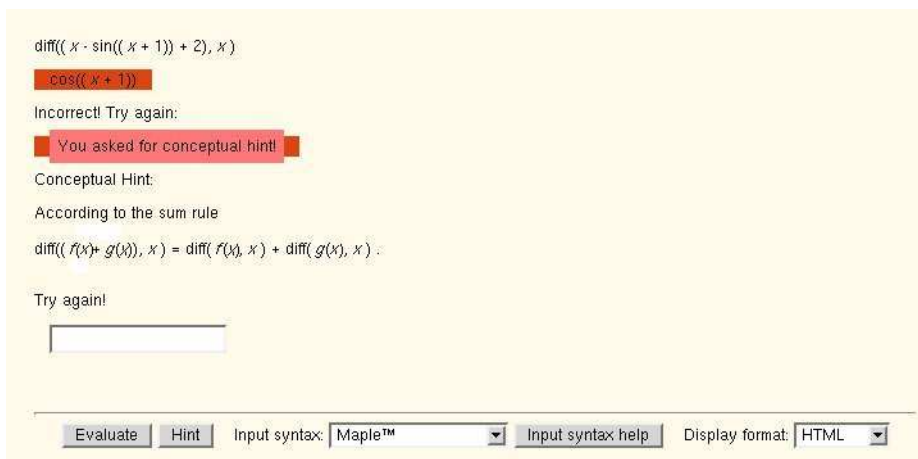 diff(( x · sin(( x + 1)) + 2), x )
cos(( x + 1))
Incorrect! Try again:
You asked for conceptual hint!
Conceptual Hint:
According to the sum rule
diff(( f(x)+ g(x)), x ) = diff( f(x), x ) + diff( g(x), x ) .
Try again!
Evaluate Hint Input syntax: Maple™ Input syntax help Display format: HTML